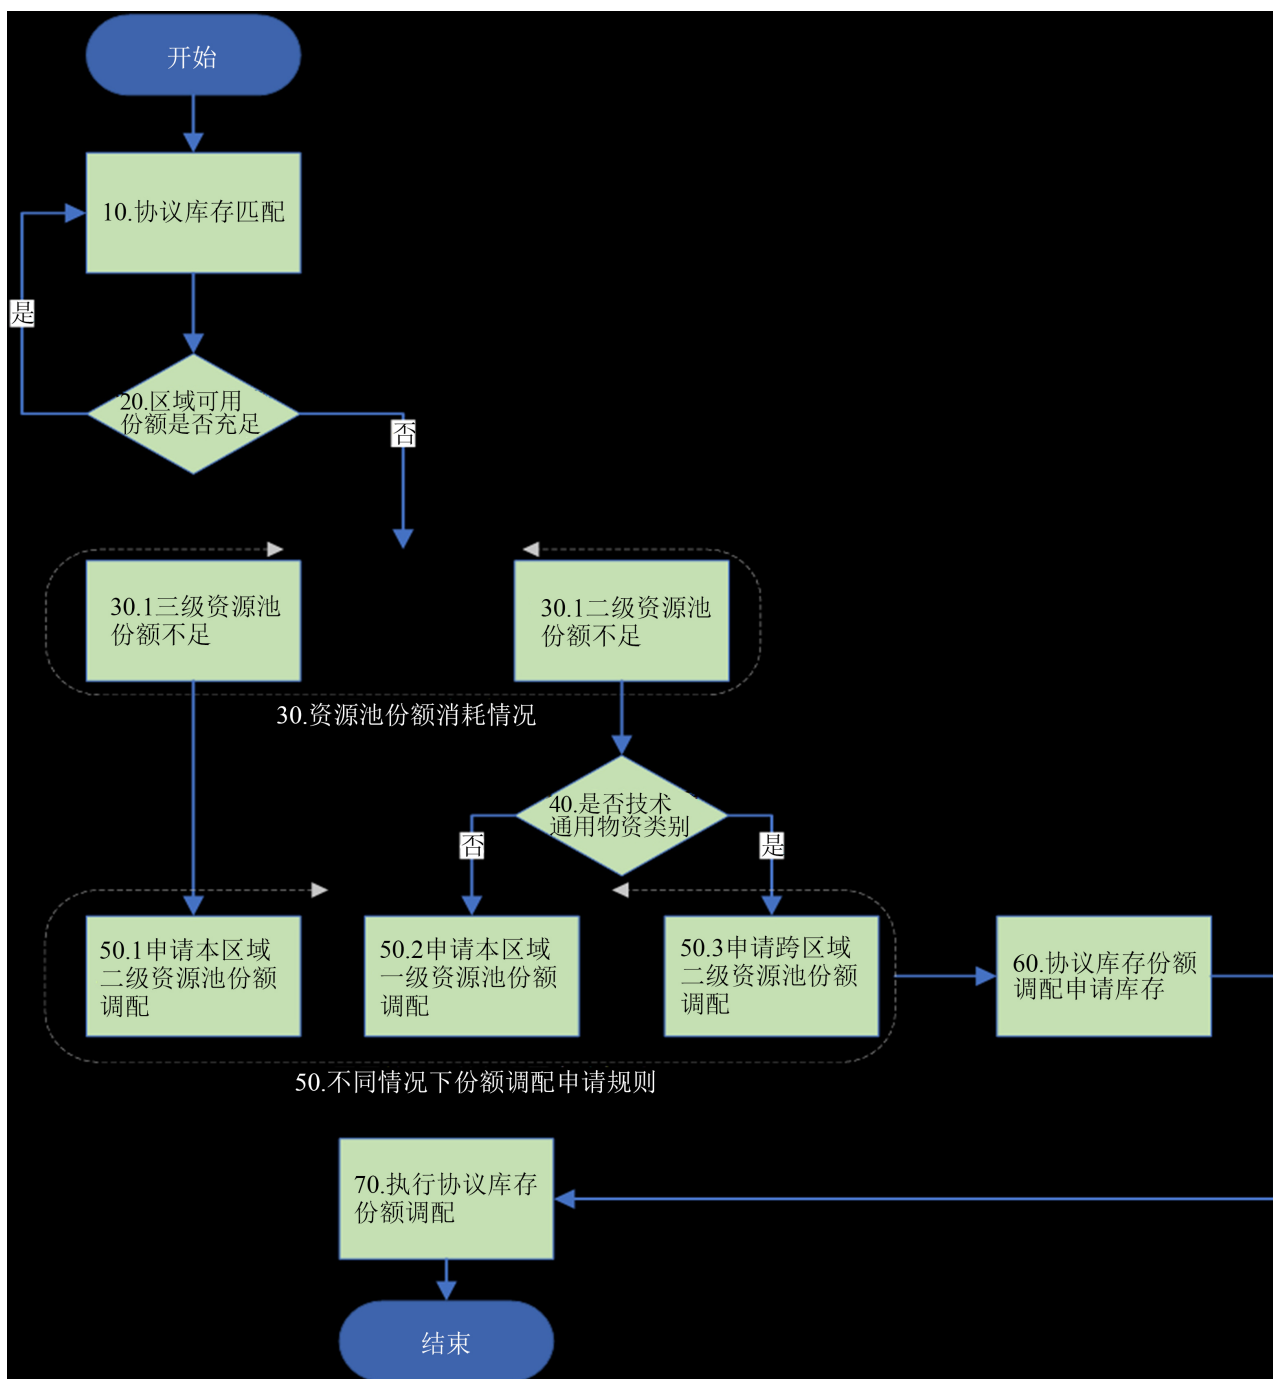 开始
10.协议库存匹配
是
20.区域可用
份额是否充足
否
30.1三级资源池
份额不足
30.1二级资源池
份额不足
30.资源池份额消耗情况
40.是否技术
通用物资类别
否
是
50.1申请本区域
二级资源池份额
调配
50.2申请本区域
一级资源池份额
调配
50.3申请跨区域
二级资源池份额
调配
60.协议库存份额
调配申请库存
50.不同情况下份额调配申请规则
70.执行协议库存
份额调配
结束